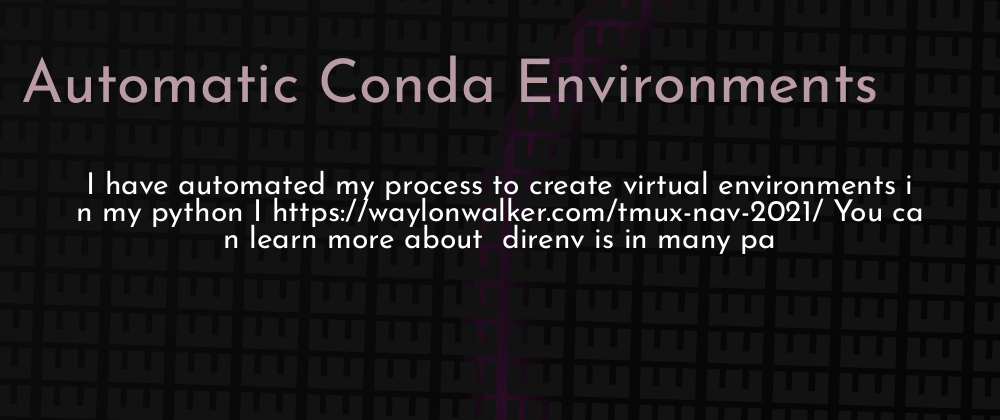 Automatic Conda Environments
I have automated my process to create virtual environments i
n my python I https://waylonwalker.com/tmux-nav-2021/ You ca
n learn more about  direnv is in many pa